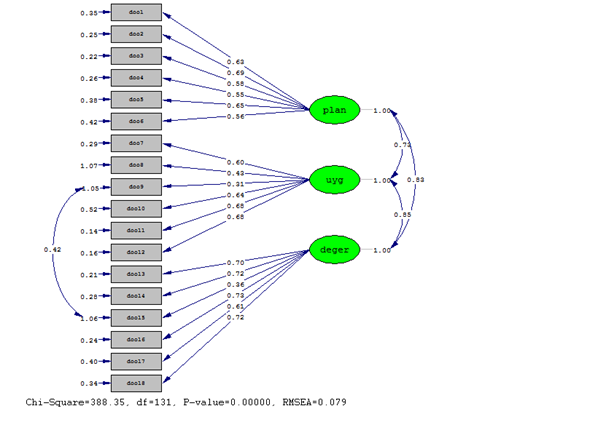 0.35 doo1
0.25 doo2
0.22 doo3
0.26 doo4
0.38 doo5
0.42 doo6
0.29 doo7
1.07 doo8
1.05 doo9
0.52 doo10
0.14 doo11
0.16 doo12
0.21 doo13
0.28 doo14
1.06 doo15
0.24 doo16
0.40 doo17
0.34 doo18
0.42
0.63
0.69
0.58
0.55
0.65
0.56
0.60
0.43
0.31
0.64
0.68
0.68
0.70
0.72
0.36
0.73
0.61
0.72
plan 1.00
uyg 1.00
deger 1.00
0.83
0.85
Chi-Square=388.35, df=131, P-value=0.00000, RMSEA=0.079